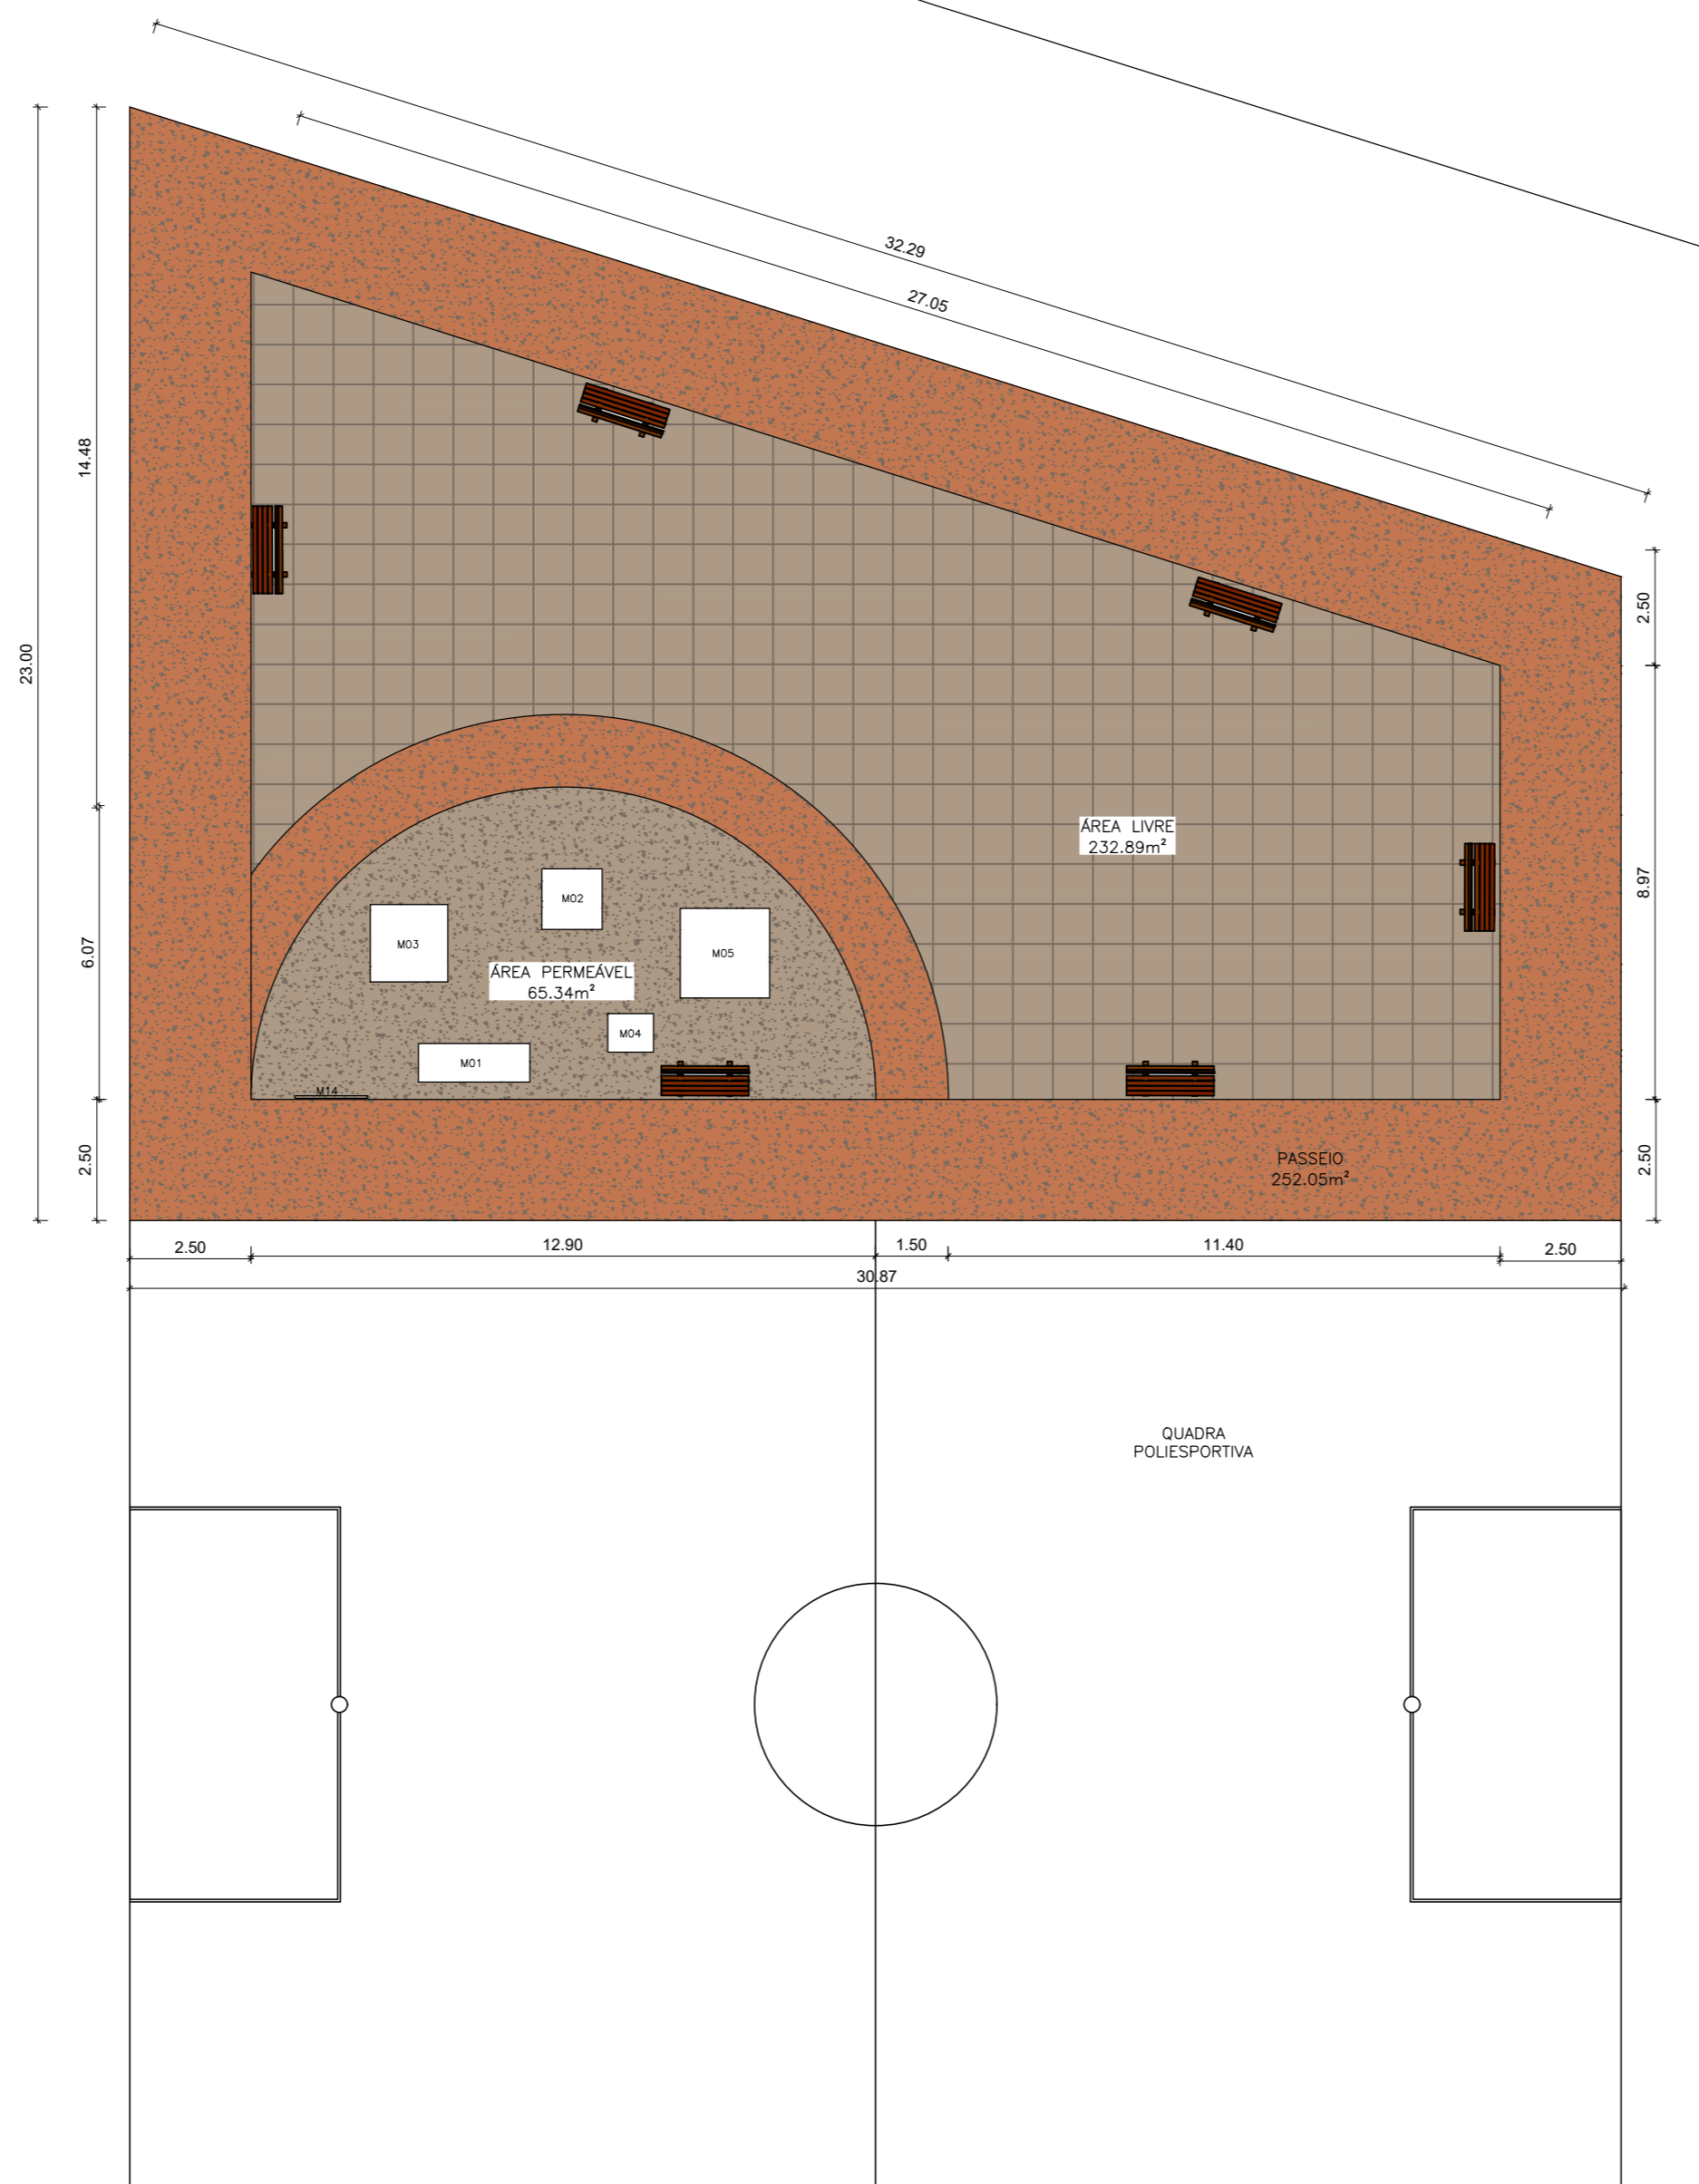 32.29
27.05
14.48
23.00
2.50
ÁREA LIVRE
232.89m²
8.97
M02
M03
M05
6.07
ÁREA PERMEÁVEL
65.34m²
M04
M01
M14
2.50
PASSEIO
252.05m²
2.50
2.50
12.90
1.50
11.40
2.50
30.87
QUADRA
POLIESPORTIVA